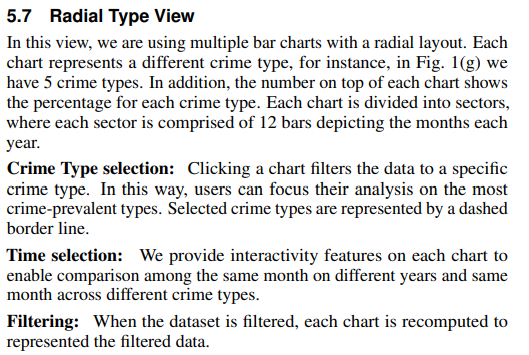 5.7 Radial Type View
In this view, we are using multiple bar charts with a radial layout. Each
chart represents a different crime type, for instance, in Fig. 1(g) we
have 5 crime types. In addition, the number on top of each chart shows
the percentage for each crime type. Each chart is divided into sectors,
where each sector is comprised of 12 bars depicting the months each
year.
Crime Type selection: Clicking a chart filters the data to a specific
crime type. In this way, users can focus their analysis on the most
crime-prevalent types. Selected crime types are represented by a dashed
border line.
Time selection: We provide interactivity features on each chart to
enable comparison among the same month on different years and same
month across different crime types.
Filtering: When the dataset is filtered, each chart is recomputed to
represented the filtered data.